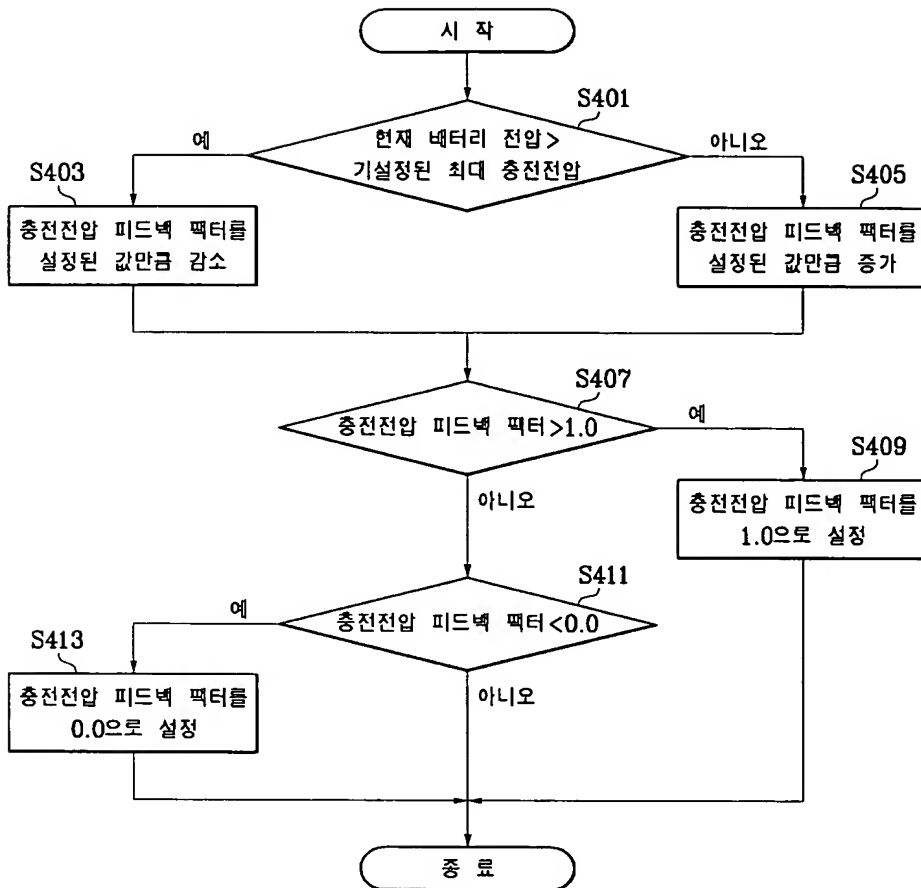 시 작
S401
현재 배터리 전압>
기설정된 최대 충전전압
예
아니오
S403
충전전압 피드백 팩터를
설정된 값만큼 감소
S405
충전전압 피드백 팩터를
설정된 값만큼 증가
S407
충전전압 피드백 팩터>1.0
예
아니오
S409
충전전압 피드백 팩터를
1.0으로 설정
S411
충전전압 피드백 팩터<0.0
예
아니오
S413
충전전압 피드백 팩터를
0.0으로 설정
종 료